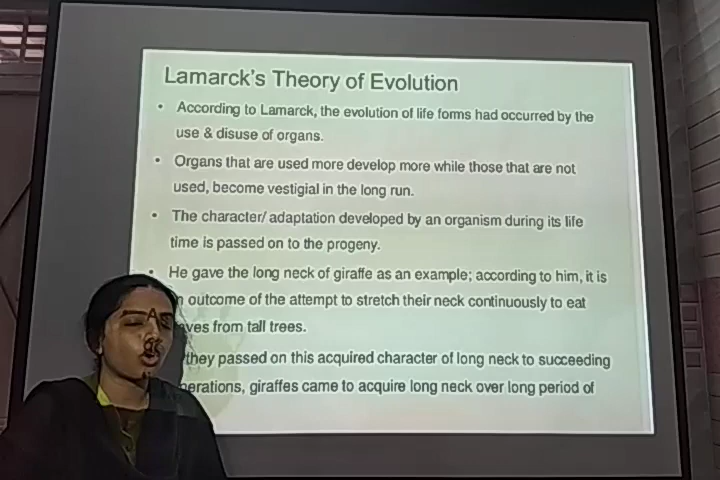 Lamarck's Theory of Evolution
• According to Lamarck, the evolution of life forms had occurred by the
use & disuse of organs.
• Organs that are used more develop more while those that are not
used, become vestigial in the long run.
• The character/ adaptation developed by an organism during its life
time is passed on to the progeny.
• He gave the long neck of giraffe as an example; according to him, it is
outcome of the attempt to stretch their neck continuously to eat
from tall trees.
they passed on this acquired character of long neck to succeeding
giraffes came to acquire long neck over long period of